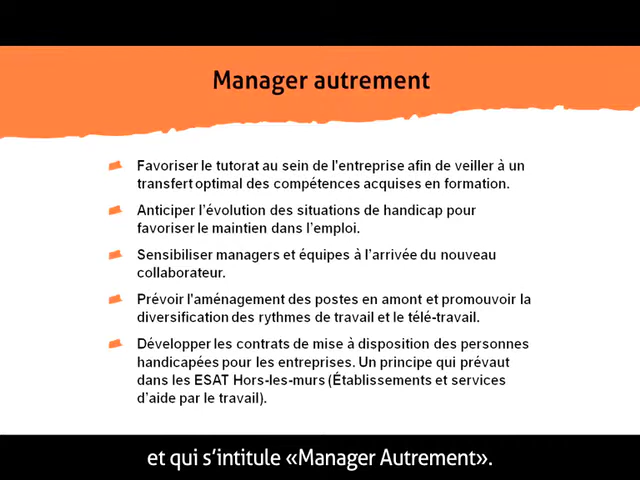 Manager autrement
Favoriser le tutorat au sein de l'entreprise afin de veiller à un
transfert optimal des compétences acquises en formation.
Anticiper l'évolution des situations de handicap pour
favoriser le maintien dans l'emploi.
Sensibiliser managers et équipes à l'arrivée du nouveau
collaborateur.
Prévoir l'aménagement des postes en amont et promouvoir la
diversification des rythmes de travail et le télé-travail.
Développer les contrats de mise à disposition des personnes
handicapées pour les entreprises. Un principe qui prévaut
dans les ESAT Hors-les-murs (Établissements et services
d'aide par le travail).
et qui s'intitule «Manager Autrement».